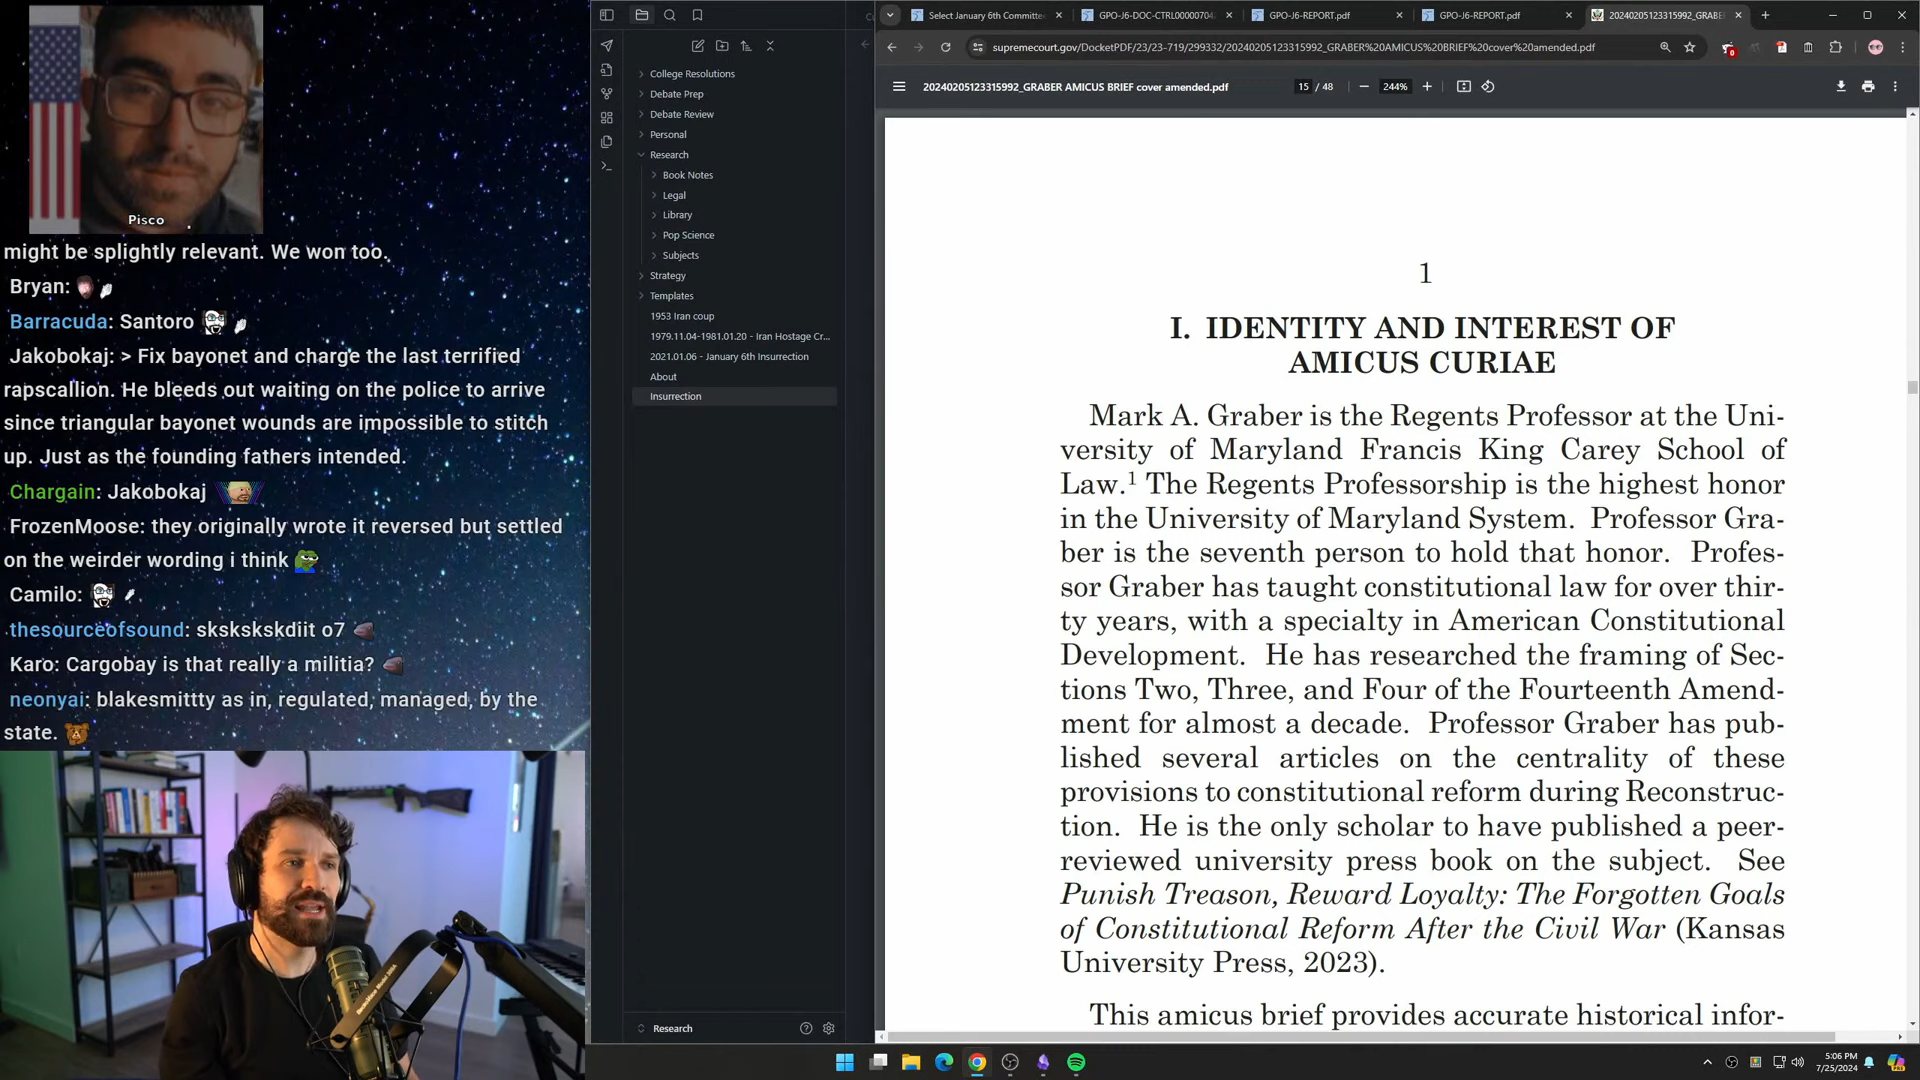 Pisco
might be splightly relevant. We won too.
Bryan:
Barracuda: Santoro
Jakobokaj: > Fix bayonet and charge the last terrified
rapscallion. He bleeds out waiting on the police to arrive
since triangular bayonet wounds are impossible to stitch
up. Just as the founding fathers intended.
Chargain: Jakobokaj
FrozenMoose: they originally wrote it reversed but settled
on the weirder wording i think
Camilo:
thesourceofsound: skskskskdiit o7
Karo: Cargobay is that really a militia?
neonyai: blakesmittty as in, regulated, managed, by the
state.
College Resolutions
Debate Prep
Debate Review
Personal
Research
Book Notes
Legal
Library
Pop Science
Subjects
Strategy
Templates
1953 Iran coup
1979.11.04-1981.01.20 - Iran Hostage Cr...
2021.01.06 - January 6th Insurrection
About
Insurrection
Research
Select January 6th Committe
GPO-J6-DOC-CTRL00000704
GPO-J6-REPORT.pdf
GPO-J6-REPORT.pdf
20240205123315992_GRABE
supremecourt.gov/DocketPDF/23/23-719/299332/20240205123315992_GRABER%20AMICUS%20BRIEF%20cover%20amended.pdf
20240205123315992_GRABER AMICUS BRIEF cover amended.pdf
15 / 48
244%
1
I. IDENTITY AND INTEREST OF
AMICUS CURIAE
Mark A. Graber is the Regents Professor at the Uni-
versity of Maryland Francis King Carey School of
Law.1 The Regents Professorship is the highest honor
in the University of Maryland System. Professor Gra-
ber is the seventh person to hold that honor. Profes-
sor Graber has taught constitutional law for over thir-
ty years, with a specialty in American Constitutional
Development. He has researched the framing of Sec-
tions Two, Three, and Four of the Fourteenth Amend-
ment for almost a decade. Professor Graber has pub-
lished several articles on the centrality of these
provisions to constitutional reform during Reconstruc-
tion. He is the only scholar to have published a peer-
reviewed university press book on the subject. See
Punish Treason, Reward Loyalty: The Forgotten Goals
of Constitutional Reform After the Civil War (Kansas
University Press, 2023).
This amicus brief provides accurate historical infor-
5:06 PM
7/25/2024